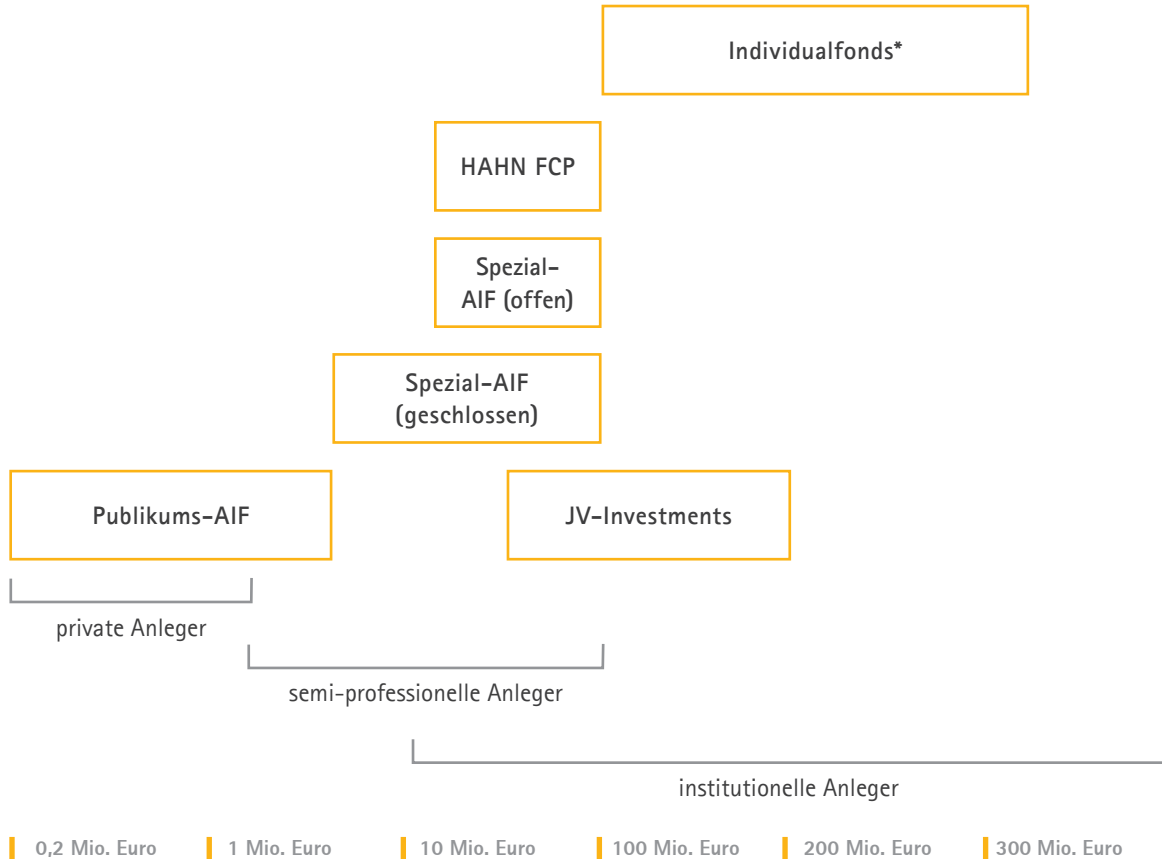 Individualfonds*
HAHN FCP
Spezial-
AIF (offen)
Spezial-AIF
(geschlossen)
Publikums-AIF
JV-Investments
private Anleger
semi-professionelle Anleger
institutionelle Anleger
0,2 Mio. Euro
1 Mio. Euro
10 Mio. Euro
100 Mio. Euro
200 Mio. Euro
300 Mio. Euro